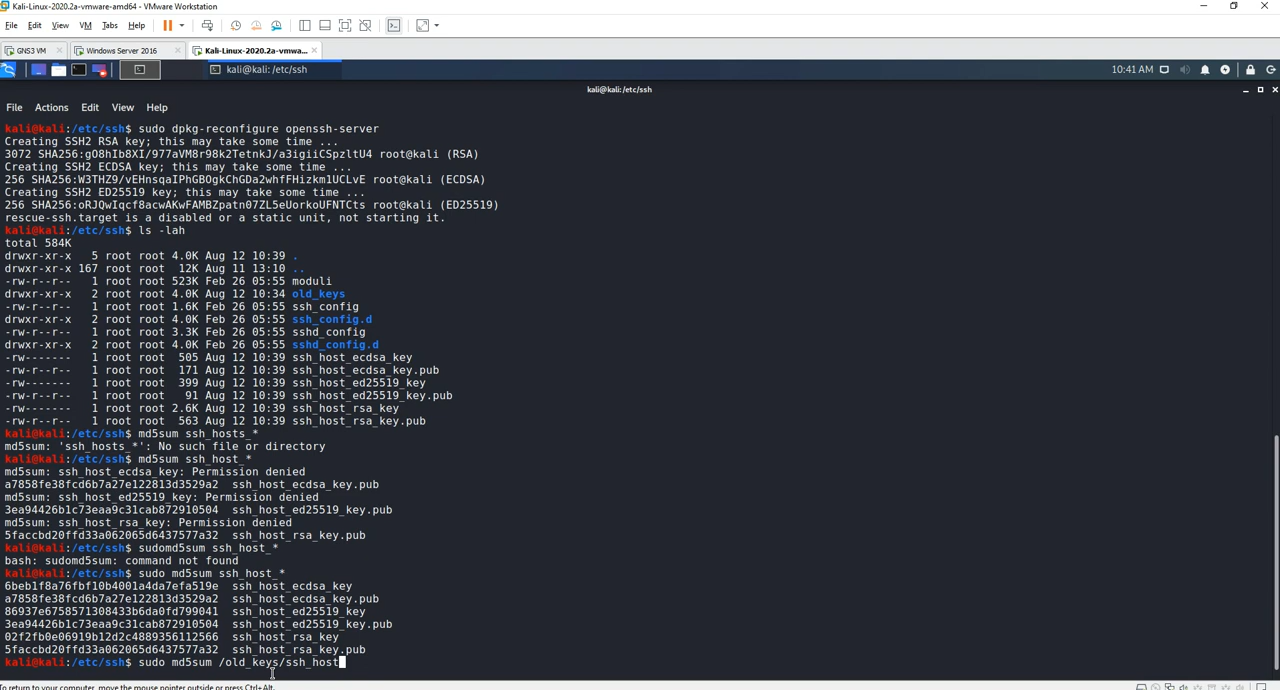 Kali-Linux-2020.2a-vmware-amd64 - VMware Workstation
File Edit View VM Tabs Help
GNS3 VM Windows Server 2016 Kali-Linux-2020.2a-vmwa...
kali@kali: /etc/ssh 10:41 AM
kali@kali: /etc/ssh
File Actions Edit View Help
kali@kali:/etc/ssh$ sudo dpkg-reconfigure openssh-server
Creating SSH2 RSA key; this may take some time ...
3072 SHA256:gO8hIb8XI/977aVM8r98k2TetnkJ/a3igiiCSpzltU4 root@kali (RSA)
Creating SSH2 ECDSA key; this may take some time ...
256 SHA256:W3THZ9/vEHnsqaIPhGBOgkChGDa2whfFHizkm1UCLvE root@kali (ECDSA)
Creating SSH2 ED25519 key; this may take some time ...
256 SHA256:oRJQwIqcf8acwAKwFAMBZpatn07ZL5eUorkoUFNTCts root@kali (ED25519)
rescue-ssh.target is a disabled or a static unit, not starting it.
kali@kali:/etc/ssh$ ls -lah
total 584K
drwxr-xr-x 5 root root 4.0K Aug 12 10:39 .
drwxr-xr-x 167 root root 12K Aug 11 13:10 ..
-rw-r--r-- 1 root root 523K Feb 26 05:55 moduli
drwxr-xr-x 2 root root 4.0K Aug 12 10:34 old_keys
-rw-r--r-- 1 root root 1.6K Feb 26 05:55 ssh_config
drwxr-xr-x 2 root root 4.0K Feb 26 05:55 ssh_config.d
-rw-r--r-- 1 root root 3.3K Feb 26 05:55 sshd_config
drwxr-xr-x 2 root root 4.0K Feb 26 05:55 sshd_config.d
-rw------- 1 root root 505 Aug 12 10:39 ssh_host_ecdsa_key
-rw-r--r-- 1 root root 171 Aug 12 10:39 ssh_host_ecdsa_key.pub
-rw------- 1 root root 399 Aug 12 10:39 ssh_host_ed25519_key
-rw-r--r-- 1 root root 91 Aug 12 10:39 ssh_host_ed25519_key.pub
-rw------- 1 root root 2.6K Aug 12 10:39 ssh_host_rsa_key
-rw-r--r-- 1 root root 563 Aug 12 10:39 ssh_host_rsa_key.pub
kali@kali:/etc/ssh$ md5sum ssh_hosts_*
md5sum: 'ssh_hosts_*': No such file or directory
kali@kali:/etc/ssh$ md5sum ssh_host_*
md5sum: ssh_host_ecdsa_key: Permission denied
a7858fe38fcd6b7a27e122813d3529a2 ssh_host_ecdsa_key.pub
md5sum: ssh_host_ed25519_key: Permission denied
3ea94426b1c73eaa9c31cab872910504 ssh_host_ed25519_key.pub
md5sum: ssh_host_rsa_key: Permission denied
5faccbd20ffd33a062065d6437577a32 ssh_host_rsa_key.pub
kali@kali:/etc/ssh$ sudomd5sum ssh_host_*
bash: sudomd5sum: command not found
kali@kali:/etc/ssh$ sudo md5sum ssh_host_*
6beb1f8a76fbf10b4001a4da7efa519e ssh_host_ecdsa_key
a7858fe38fcd6b7a27e122813d3529a2 ssh_host_ecdsa_key.pub
86937e6758571308433b6da0fd799041 ssh_host_ed25519_key
3ea94426b1c73eaa9c31cab872910504 ssh_host_ed25519_key.pub
02f2fb0e06919b12d2c4889356112566 ssh_host_rsa_key
5faccbd20ffd33a062065d6437577a32 ssh_host_rsa_key.pub
kali@kali:/etc/ssh$ sudo md5sum /old_keys/ssh_host
To return to your computer, move the mouse pointer outside or press Ctrl+Alt.